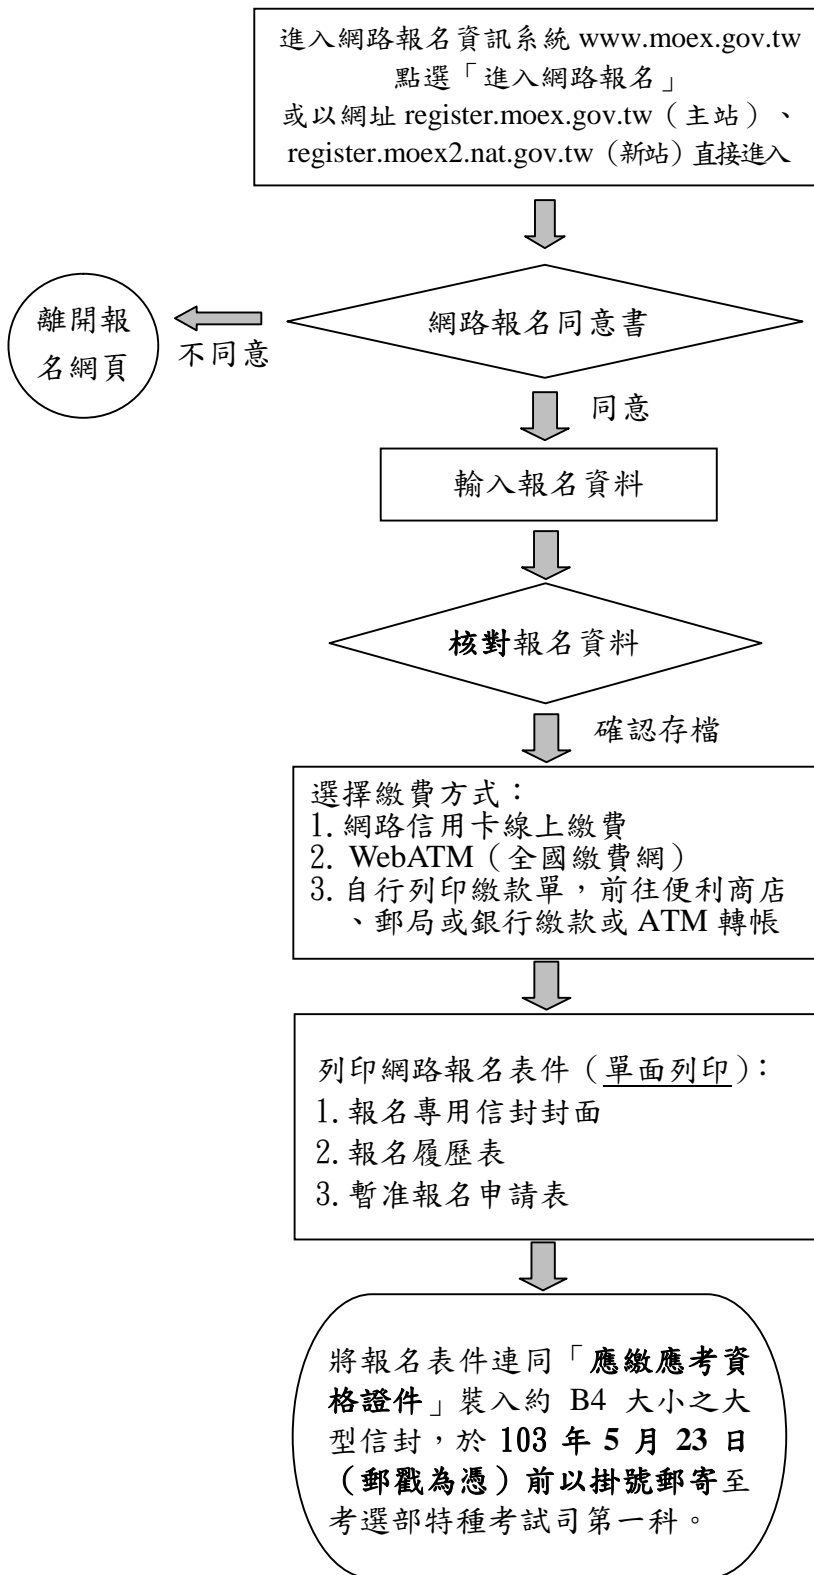 進入網路報名資訊系統 www.moex.gov.tw
點選「進入網路報名」
或以網址 register.moex.gov.tw（主站）、
register.moex2.nat.gov.tw（新站）直接進入
網路報名同意書
離開報
名網頁
不同意
同意
輸入報名資料
核對報名資料
確認存檔
選擇繳費方式：
1. 網路信用卡線上繳費
2. WebATM（全國繳費網）
3. 自行列印繳款單，前往便利商店
、郵局或銀行繳款或 ATM 轉帳
列印網路報名表件（單面列印）：
1. 報名專用信封封面
2. 報名履歷表
3. 暫准報名申請表
將報名表件連同「應繳應考資
格證件」裝入約 B4 大小之大
型信封，於 103 年 5 月 23 日
（郵戳為憑）前以掛號郵寄至
考選部特種考試司第一科。